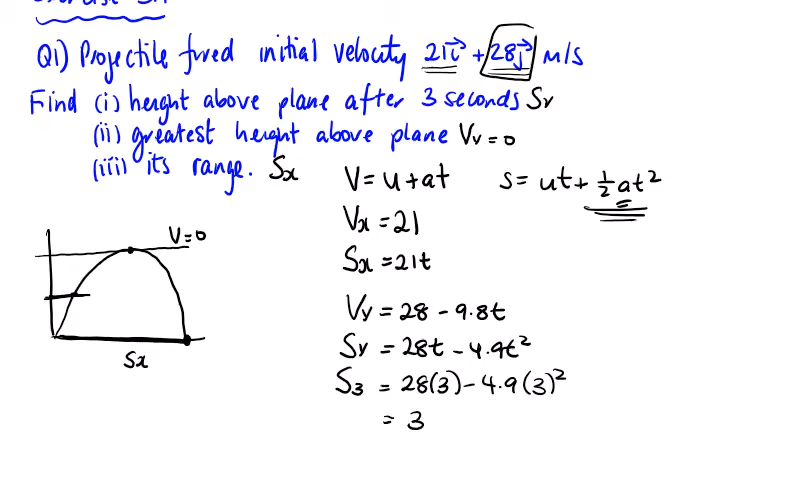 Q1) Projectile fired initial velocity 21i⃗ + 28j⃗ m/s
Find (i) height above plane after 3 seconds Sy
(ii) greatest height above plane Vy = 0
(iii) its range. Sx
V = u + at
s = ut + ½at²
Vx = 21
Sx = 21t
V = 0
Vy = 28 - 9.8t
Sy = 28t - 4.9t²
Sx
S3 = 28(3) - 4.9(3)²
= 3